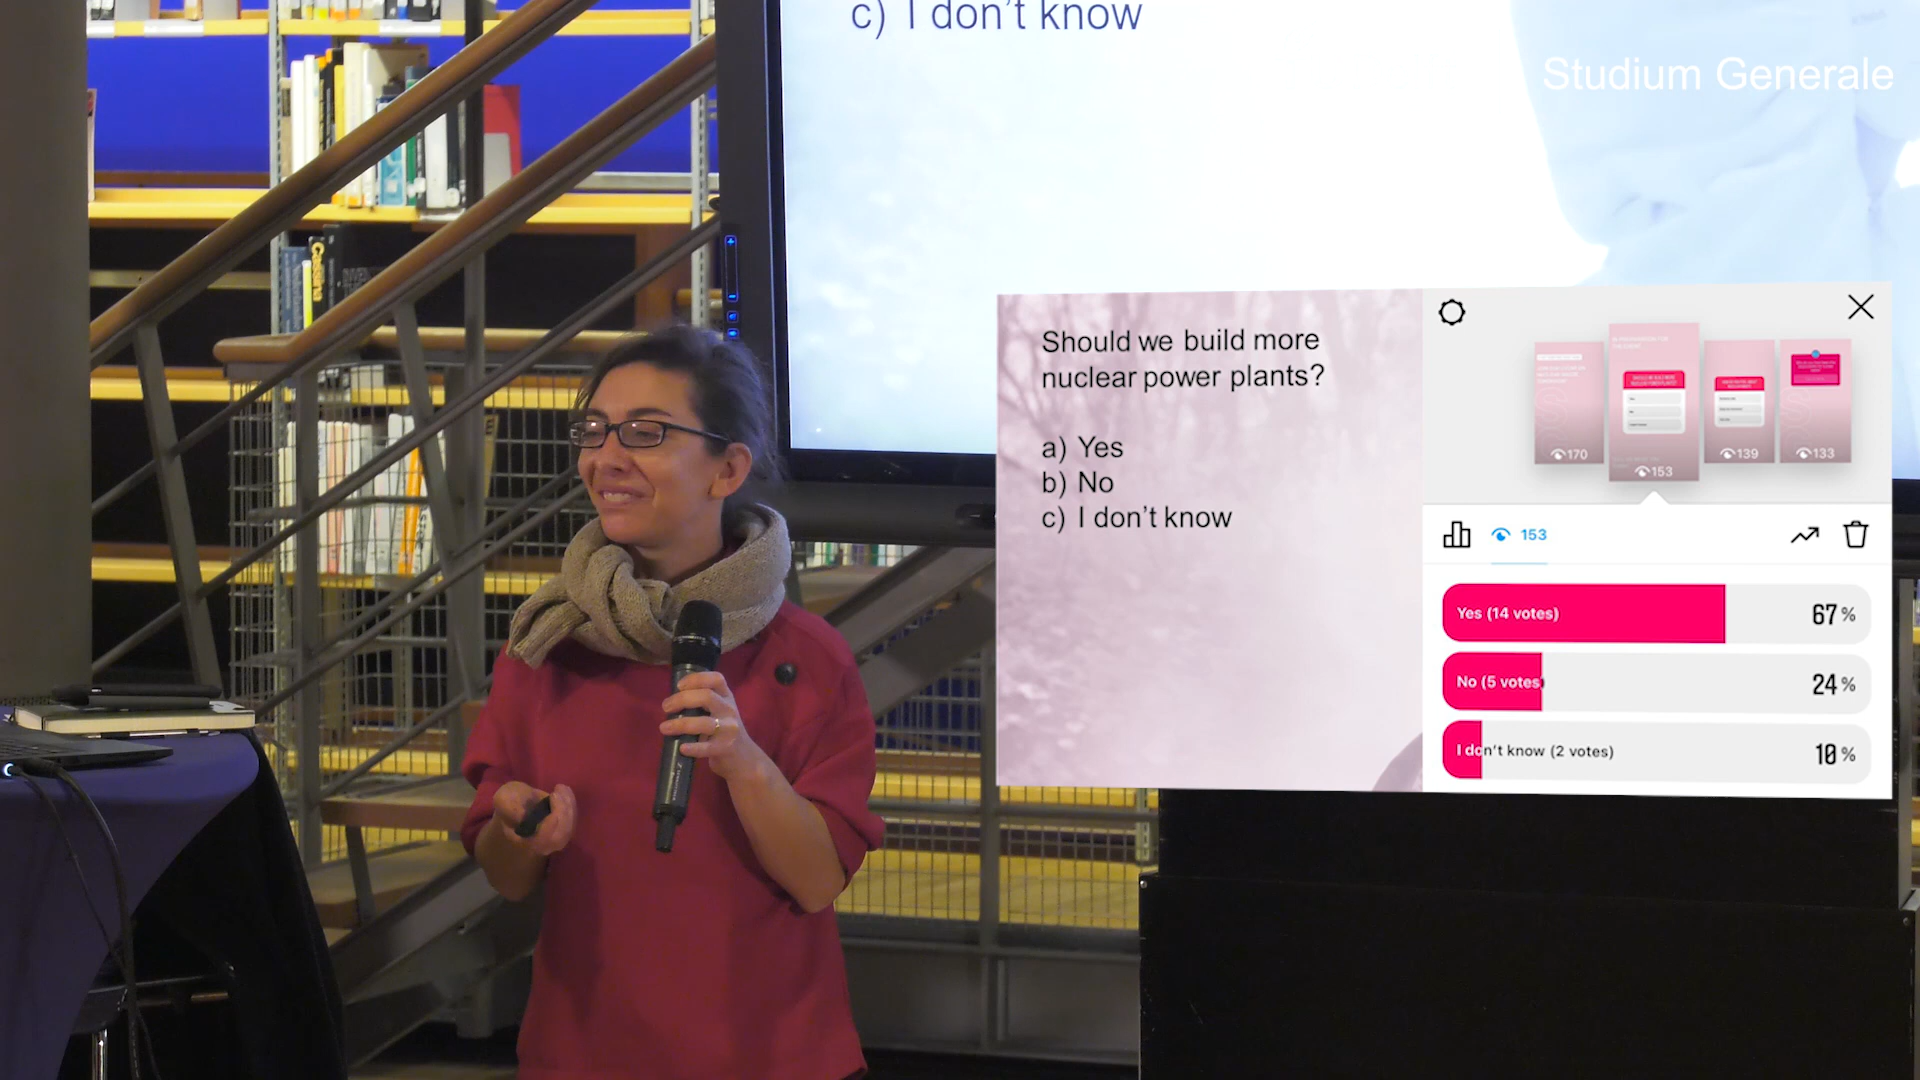 c) I don't know
Studium Generale
Should we build more
nuclear power plants?
a) Yes
b) No
c) I don't know
170
153
139
133
153
Yes (14 votes)
67%
No (5 votes
24%
I don't know (2 votes)
10%